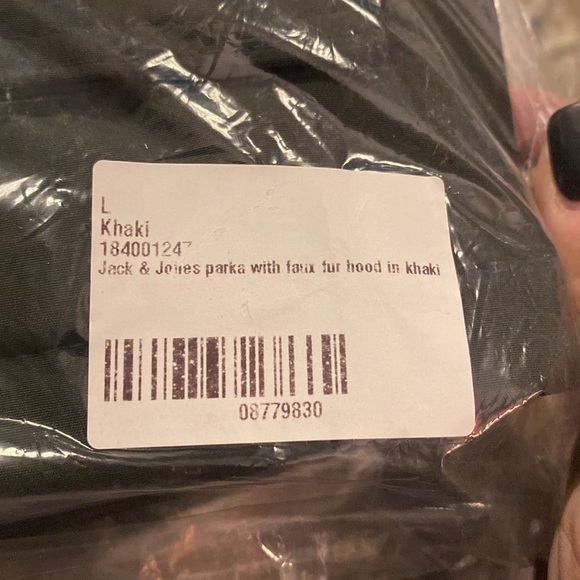 L
Khaki
184001247
Jack & Jones parka with faux fur hood in khaki
08779830